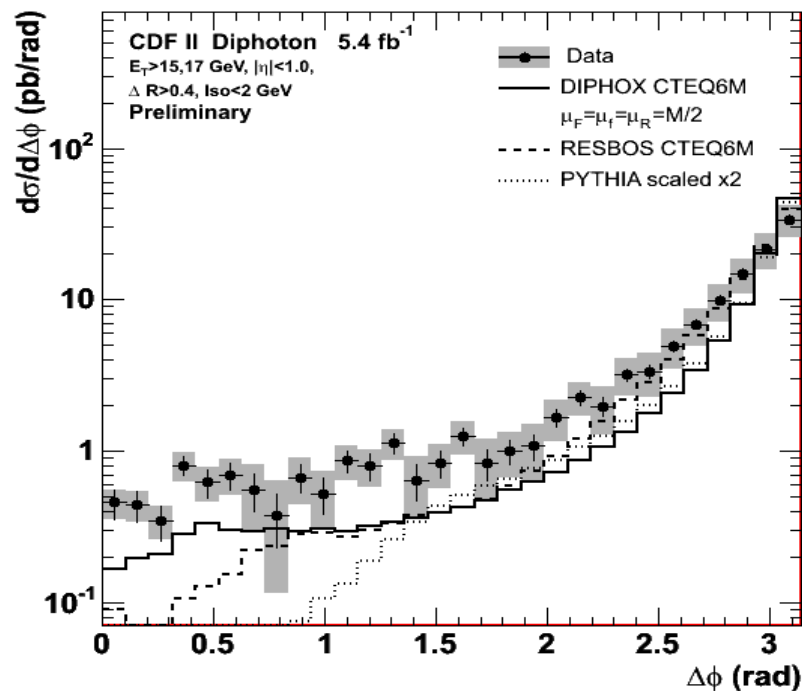 CDF II Diphoton 5.4 fb⁻¹
E_T>15,17 GeV, |η|<1.0,
Δ R>0.4, Iso<2 GeV
Preliminary
Data
DIPHOX CTEQ6M
μ_F=μ_f=μ_R=M/2
RESBOS CTEQ6M
PYTHIA scaled x2
dσ/dΔϕ (pb/rad)
10²
10
1
10⁻¹
0 0.5 1 1.5 2 2.5 3
Δϕ (rad)